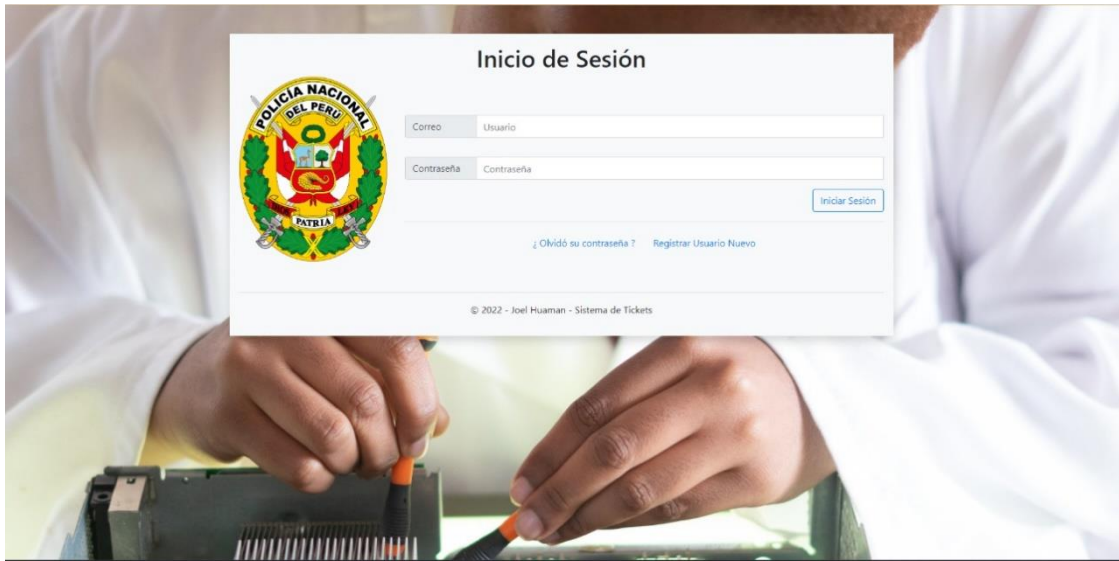 Inicio de Sesión
POLICÍA NACIONAL
DEL PERÚ
PATRIA
Correo
Usuario
Contraseña
Contraseña
Iniciar Sesión
¿ Olvidó su contraseña ?
Registrar Usuario Nuevo
© 2022 - Joel Huaman - Sistema de Tickets